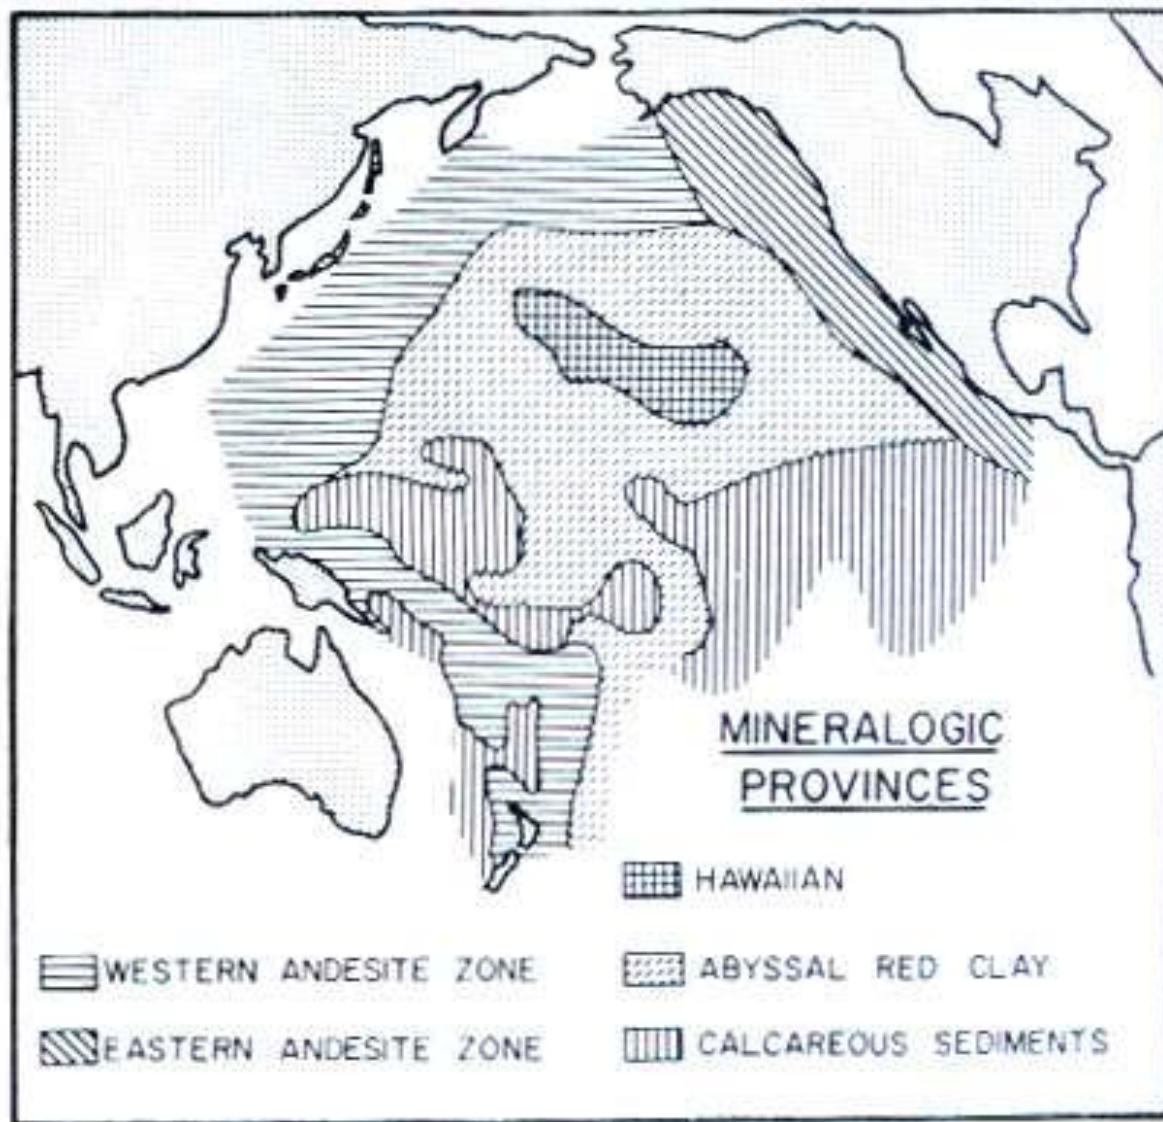 MINERALOGIC
PROVINCES
HAWAIIAN
WESTERN ANDESITE ZONE
ABYSSAL RED CLAY
EASTERN ANDESITE ZONE
CALCAREOUS SEDIMENTS